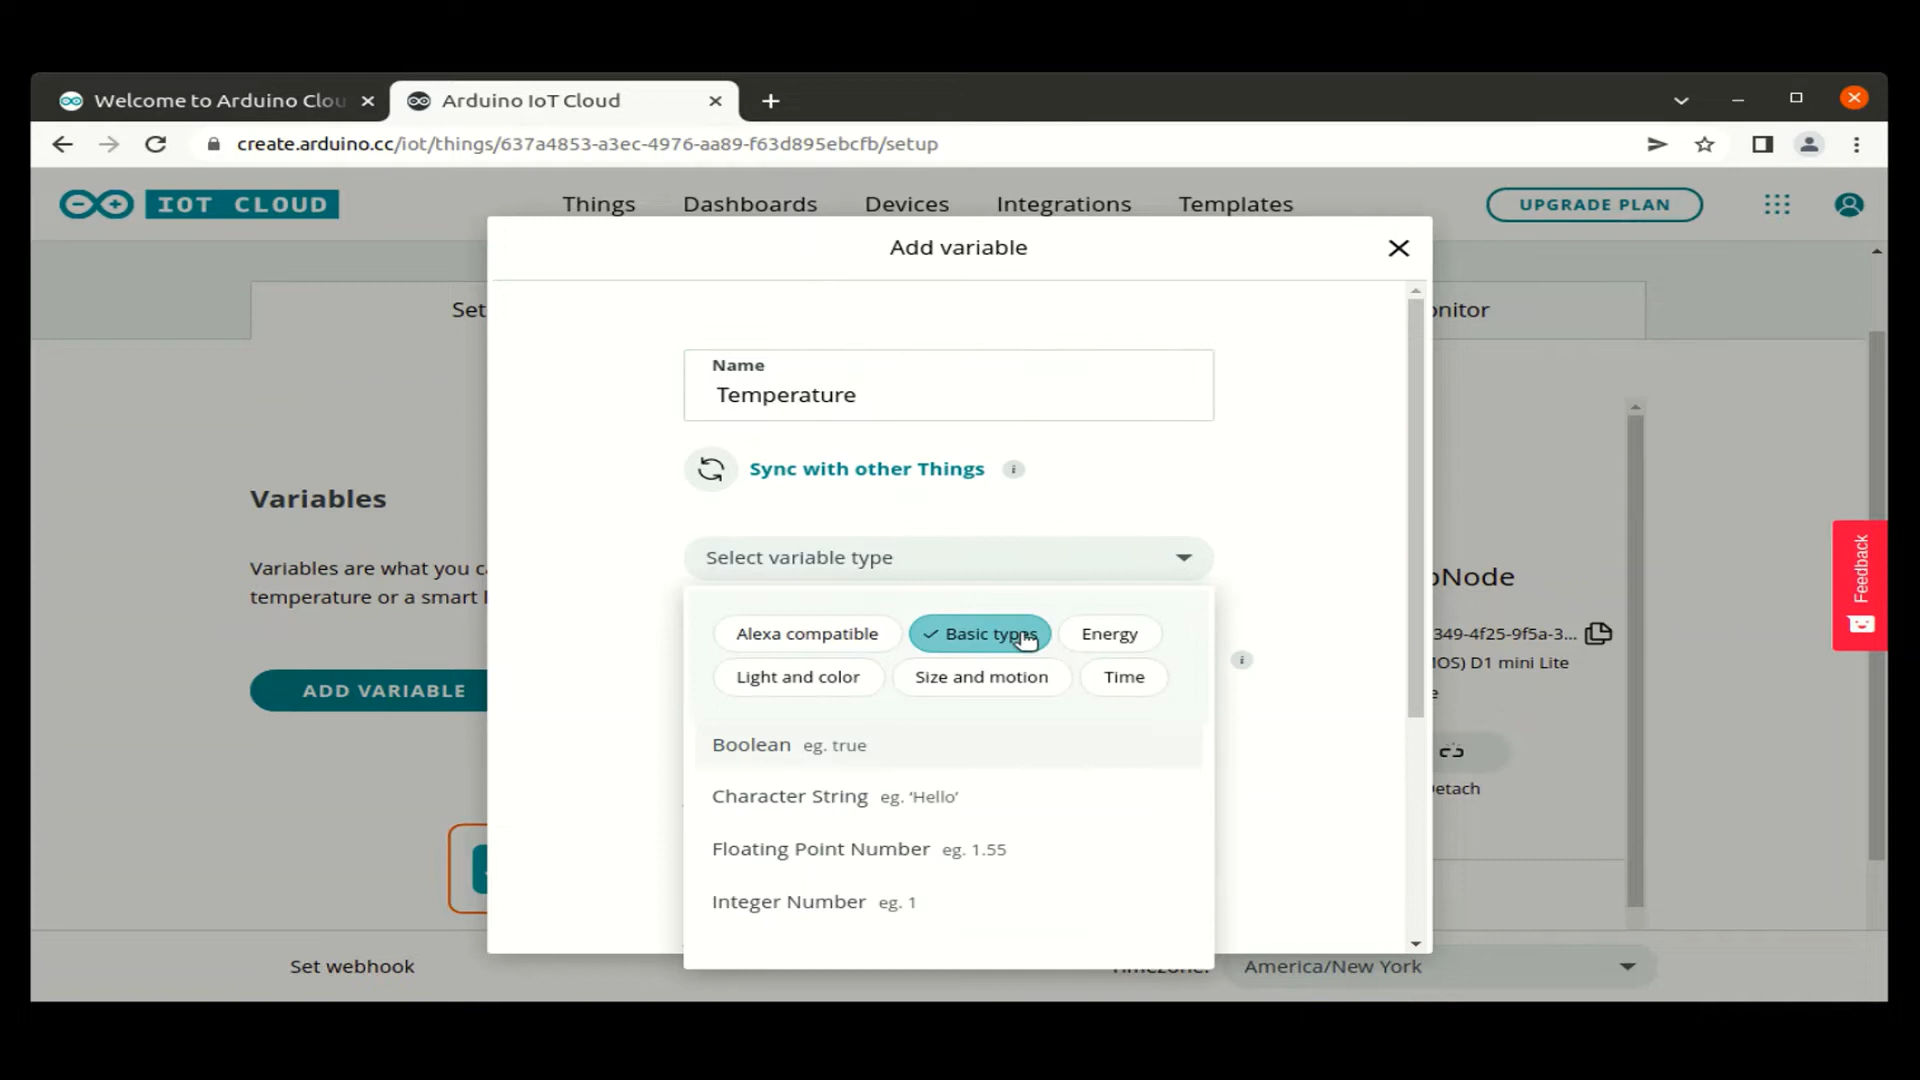 Welcome to Arduino Clou
Arduino IoT Cloud
create.arduino.cc/iot/things/637a4853-a3ec-4976-aa89-f63d895ebcfb/setup
IOT CLOUD
Things
Dashboards
Devices
Integrations
Templates
UPGRADE PLAN
Add variable
Set
onitor
Name
Temperature
Sync with other Things
i
Variables
Select variable type
Variables are what you ca
temperature or a smart l
Node
Feedback
Alexa compatible
Basic types
Energy
349-4f25-9f5a-3...
i
OS) D1 mini Lite
Light and color
Size and motion
Time
e
ADD VARIABLE
Boolean eg. true
etach
Character String eg. 'Hello'
Floating Point Number eg. 1.55
Integer Number eg. 1
Set webhook
Timezone:
America/New York